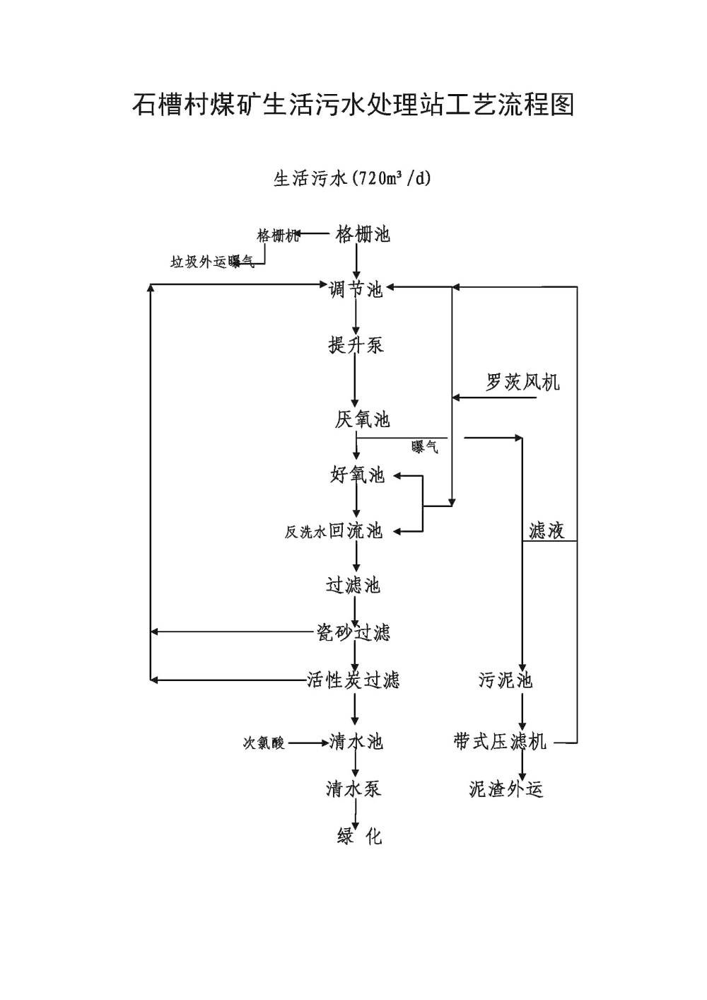 石槽村煤矿生活污水处理站工艺流程图
生活污水(720m³/d)
格栅机 格栅池
垃圾外运曝气
调节池
提升泵
罗茨风机
厌氧池
曝气
好氧池
反洗水回流池 滤液
过滤池
瓷砂过滤
活性炭过滤 污泥池
次氯酸 清水池 带式压滤机
清水泵 泥渣外运
绿 化